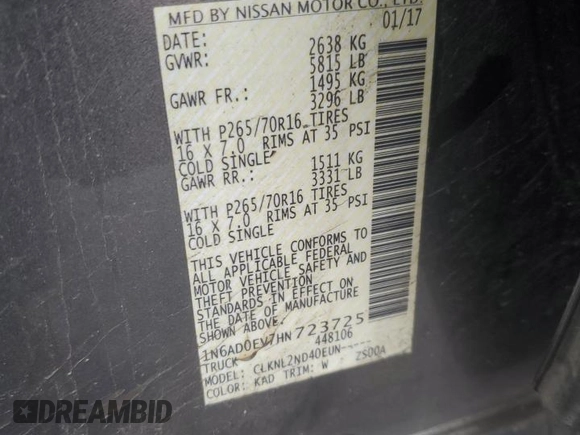 MFD BY NISSAN MOTOR CO., LTD.
DATE: 01/17
GVWR: 2638 KG
5815 LB
GAWR FR.: 1495 KG
3296 LB
WITH P265/70R16 TIRES
16 X 7.0 RIMS AT 35 PSI
COLD SINGLE
GAWR RR.: 1511 KG
3331 LB
WITH P265/70R16 TIRES
16 X 7.0 RIMS AT 35 PSI
COLD SINGLE
THIS VEHICLE CONFORMS TO
ALL APPLICABLE FEDERAL
MOTOR VEHICLE SAFETY AND
THEFT PREVENTION
STANDARDS IN EFFECT ON
THE DATE OF MANUFACTURE
SHOWN ABOVE.
1N6AD0EV7HN723725
TRUCK 448106
MODEL: CLKNL2ND40EUN-----
COLOR: KAD TRIM: W ZSOOA
DREAMBID